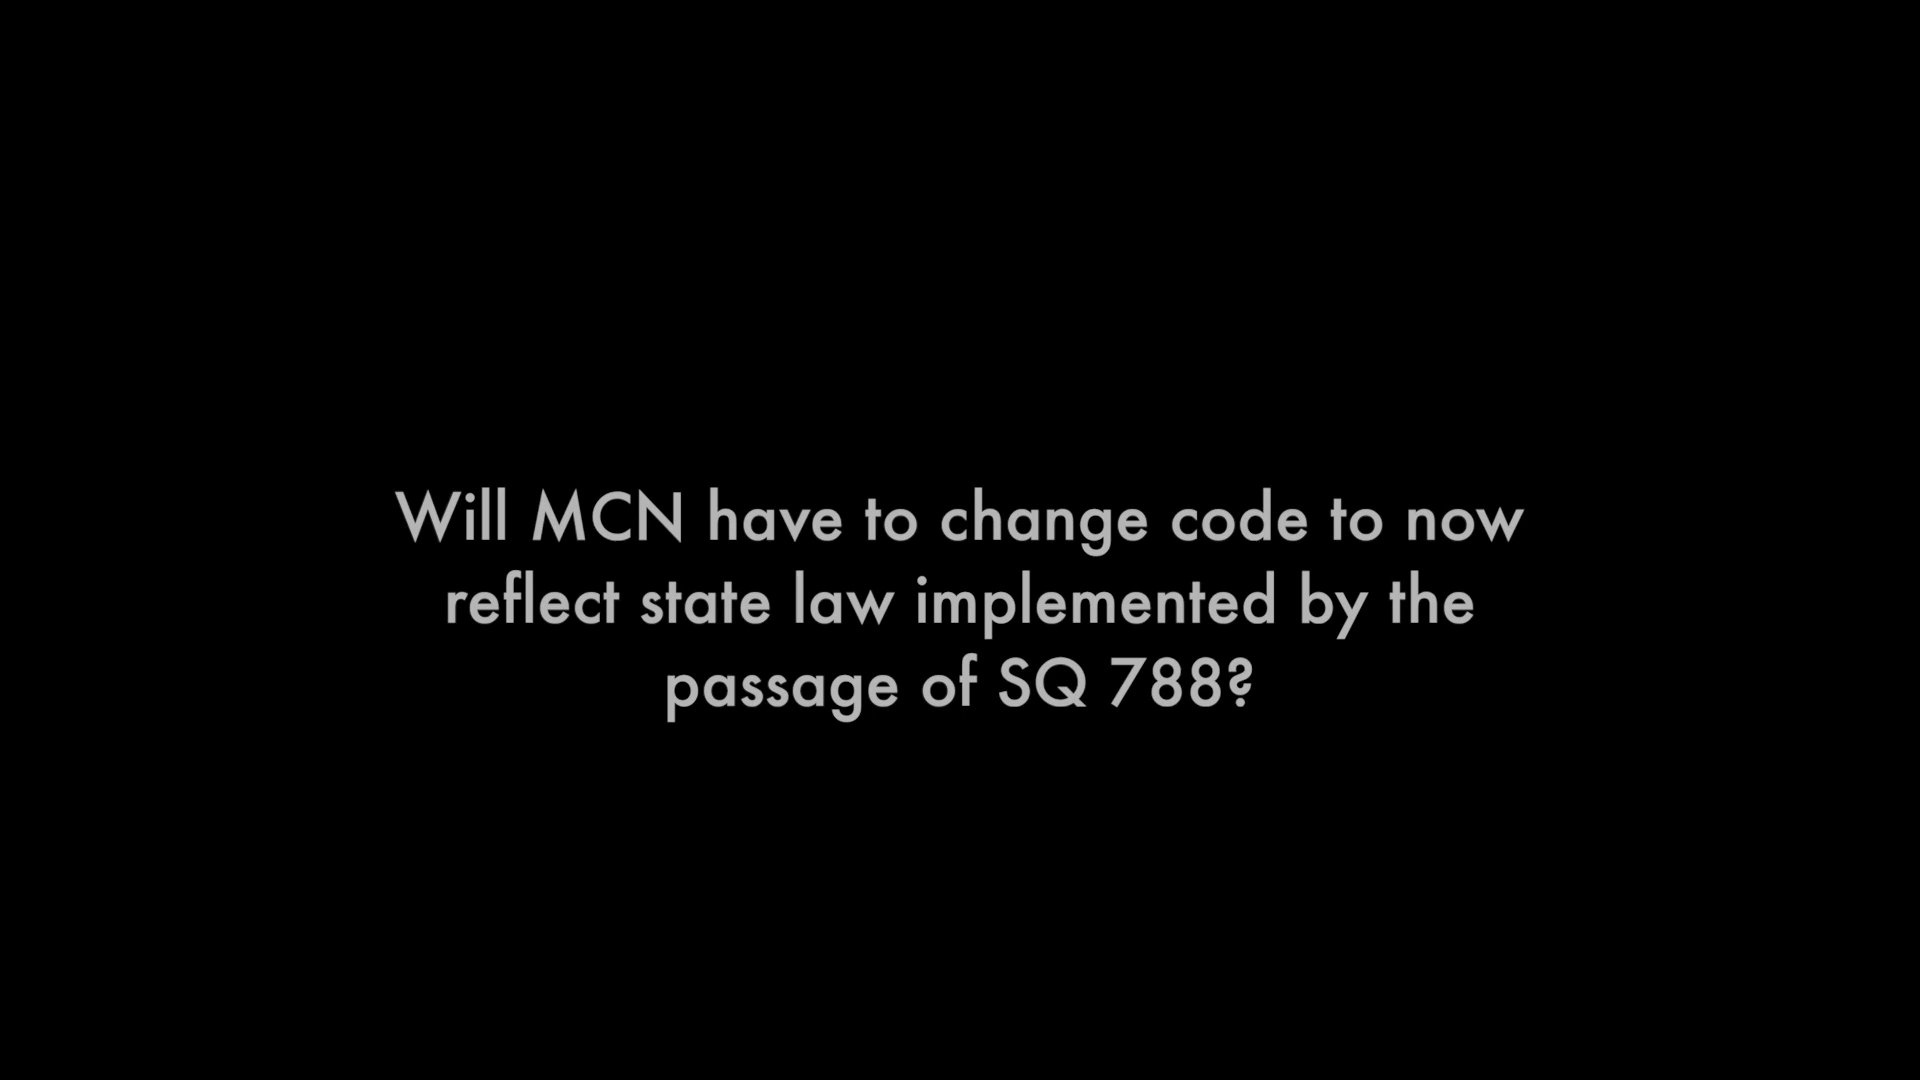 Will MCN have to change code to now
reflect state law implemented by the
passage of SQ 788?